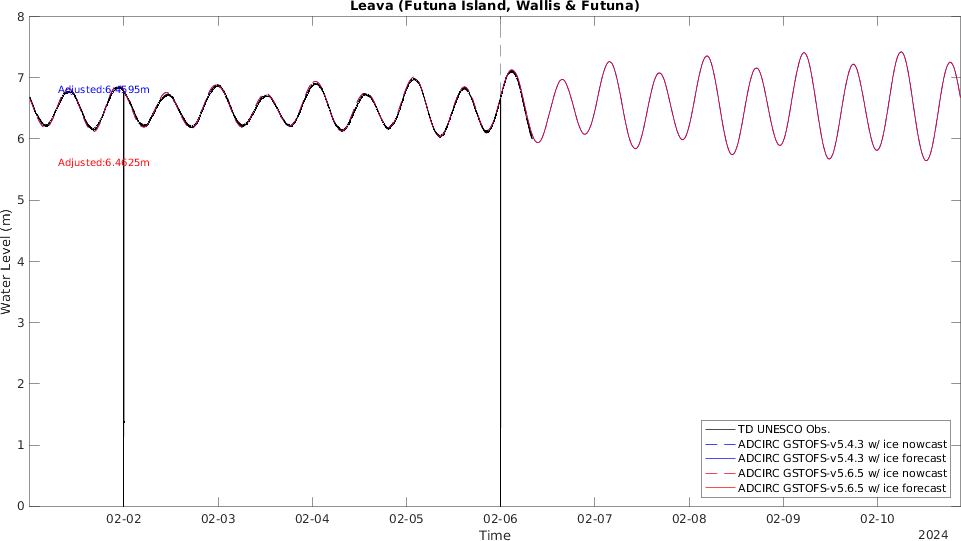 Leava (Futuna Island, Wallis & Futuna)
8
7
6
5
4
3
2
1
0
Water Level (m)
Adjusted:6.4595m
Adjusted:6.4625m
TD UNESCO Obs.
ADCIRC GSTOFS-v5.4.3 w/ ice nowcast
ADCIRC GSTOFS-v5.4.3 w/ ice forecast
ADCIRC GSTOFS-v5.6.5 w/ ice nowcast
ADCIRC GSTOFS-v5.6.5 w/ ice forecast
02-02 02-03 02-04 02-05 02-06 02-07 02-08 02-09 02-10
Time
2024